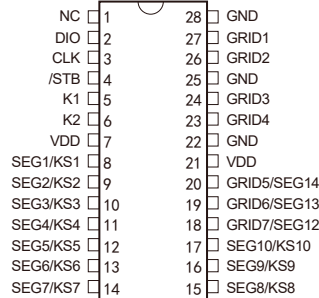 NC 1 28 GND
DIO 2 27 GRID1
CLK 3 26 GRID2
/STB 4 25 GND
K1 5 24 GRID3
K2 6 23 GRID4
VDD 7 22 GND
SEG1/KS1 8 21 VDD
SEG2/KS2 9 20 GRID5/SEG14
SEG3/KS3 10 19 GRID6/SEG13
SEG4/KS4 11 18 GRID7/SEG12
SEG5/KS5 12 17 SEG10/KS10
SEG6/KS6 13 16 SEG9/KS9
SEG7/KS7 14 15 SEG8/KS8